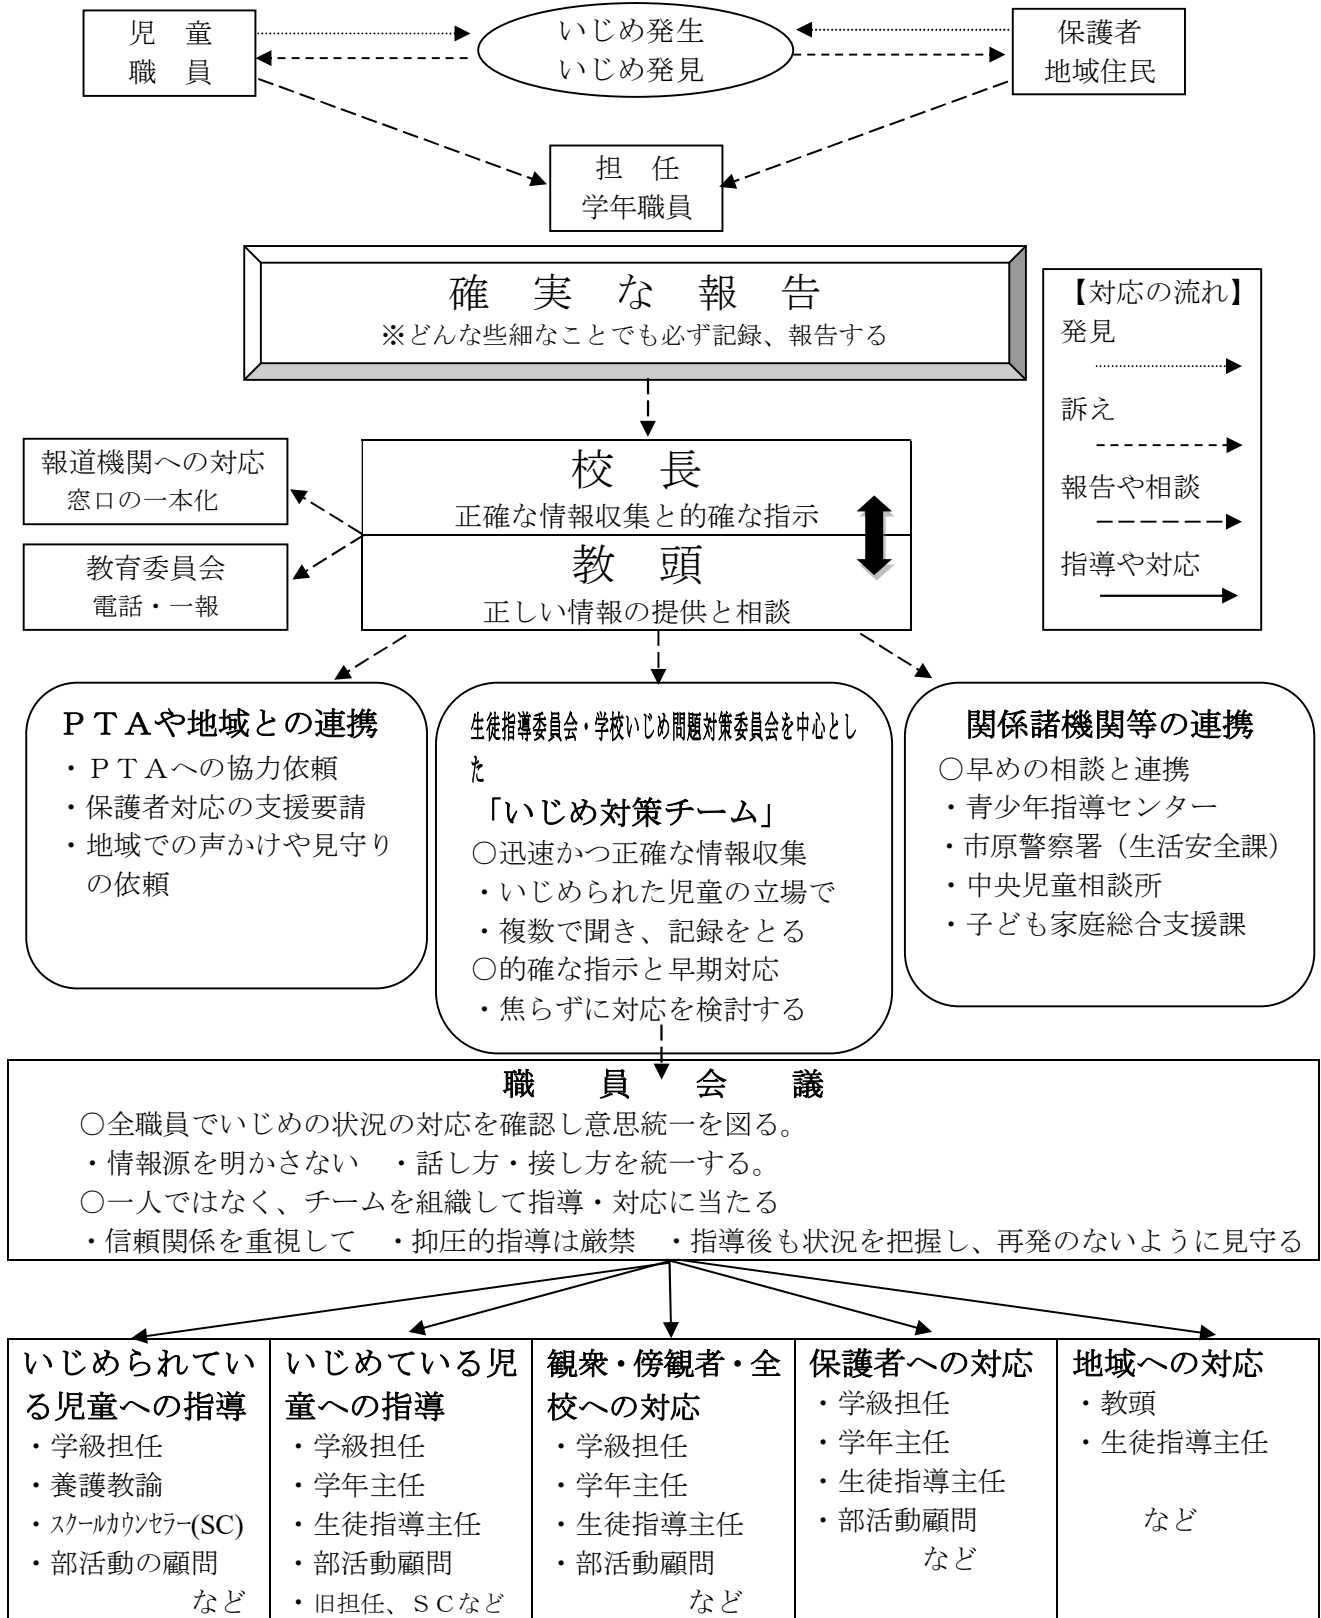 児　童
職　員
いじめ発生
いじめ発見
保護者
地域住民
担　任
学年職員
確　実　な　報　告
※どんな些細なことでも必ず記録、報告する
【対応の流れ】
発見
訴え
報告や相談
指導や対応
報道機関への対応
窓口の一本化
教育委員会
電話・一報
校　長
正確な情報収集と的確な指示
教　頭
正しい情報の提供と相談
ＰＴＡや地域との連携
・ＰＴＡへの協力依頼
・保護者対応の支援要請
・地域での声かけや見守り
の依頼
生徒指導委員会・学校いじめ問題対策委員会を中心とし
た
「いじめ対策チーム」
○迅速かつ正確な情報収集
・いじめられた児童の立場で
・複数で聞き、記録をとる
○的確な指示と早期対応
・焦らずに対応を検討する
関係諸機関等の連携
○早めの相談と連携
・青少年指導センター
・市原警察署（生活安全課）
・中央児童相談所
・子ども家庭総合支援課
職　員　会　議
○全職員でいじめの状況の対応を確認し意思統一を図る。
・情報源を明かさない　・話し方・接し方を統一する。
○一人ではなく、チームを組織して指導・対応に当たる
・信頼関係を重視して　・抑圧的指導は厳禁　・指導後も状況を把握し、再発のないように見守る
いじめられてい
る児童への指導
・学級担任
・養護教諭
・ｽｸｰﾙｶｳﾝｾﾗｰ(SC)
・部活動の顧問
など
いじめている児
童への指導
・学級担任
・学年主任
・生徒指導主任
・部活動顧問
・旧担任、ＳＣなど
観衆・傍観者・全
校への対応
・学級担任
・学年主任
・生徒指導主任
・部活動顧問
など
保護者への対応
・学級担任
・学年主任
・生徒指導主任
・部活動顧問
など
地域への対応
・教頭
・生徒指導主任
など